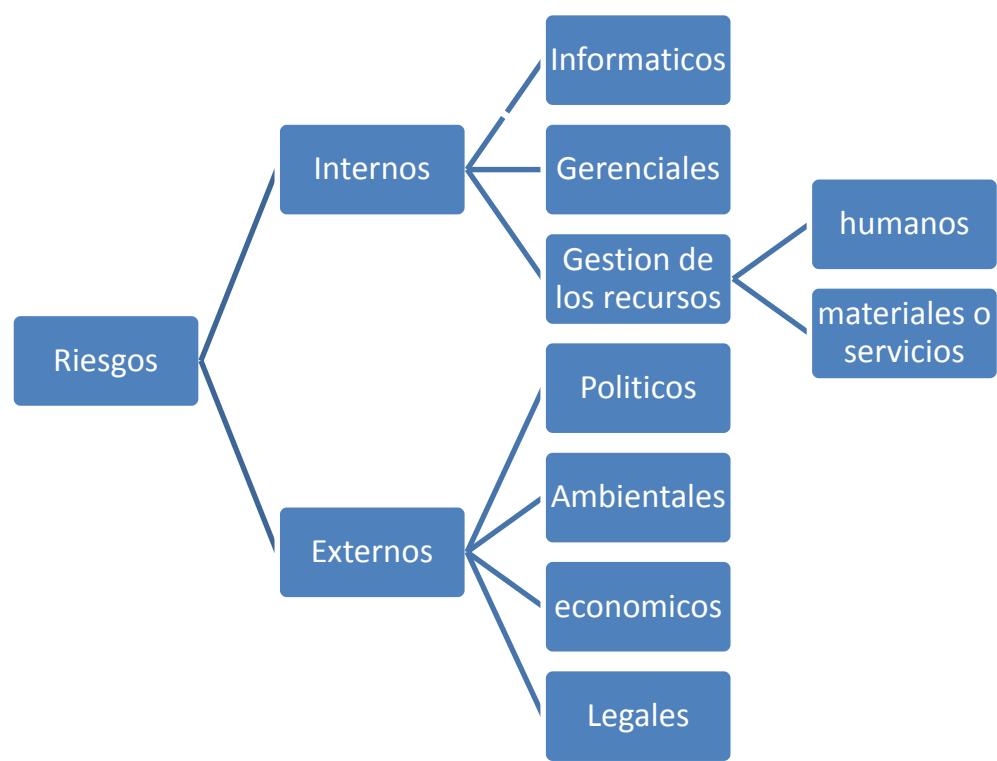 Informaticos
Internos
Gerenciales
humanos
Gestion de
los recursos
materiales o
servicios
Riesgos
Politicos
Ambientales
Externos
economicos
Legales